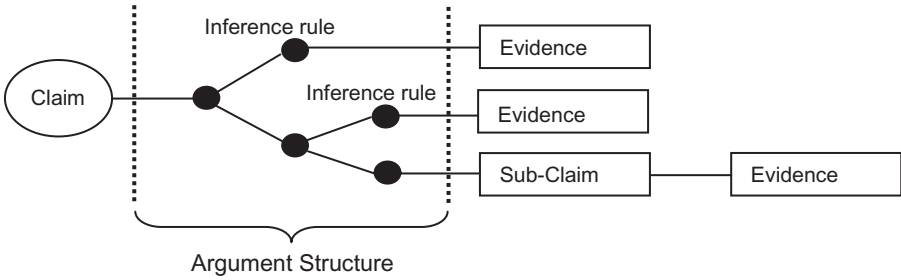 Inference rule
Evidence
Claim
Inference rule
Evidence
Sub-Claim
Evidence
Argument Structure